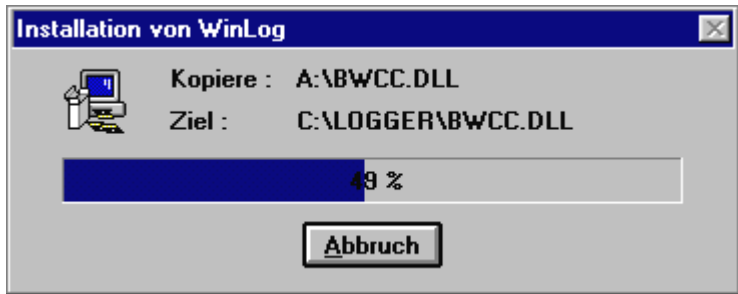 Installation von WinLog
Kopiere : A:\BWCC.DLL
Ziel : C:\LOGGER\BWCC.DLL
49 %
Abbruch